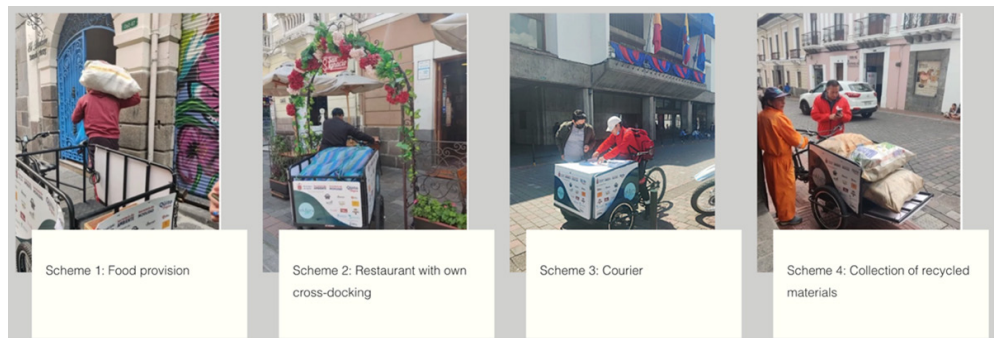 Scheme 1: Food provision
Scheme 2: Restaurant with own
cross-docking
Scheme 3: Courier
Scheme 4: Collection of recycled
materials